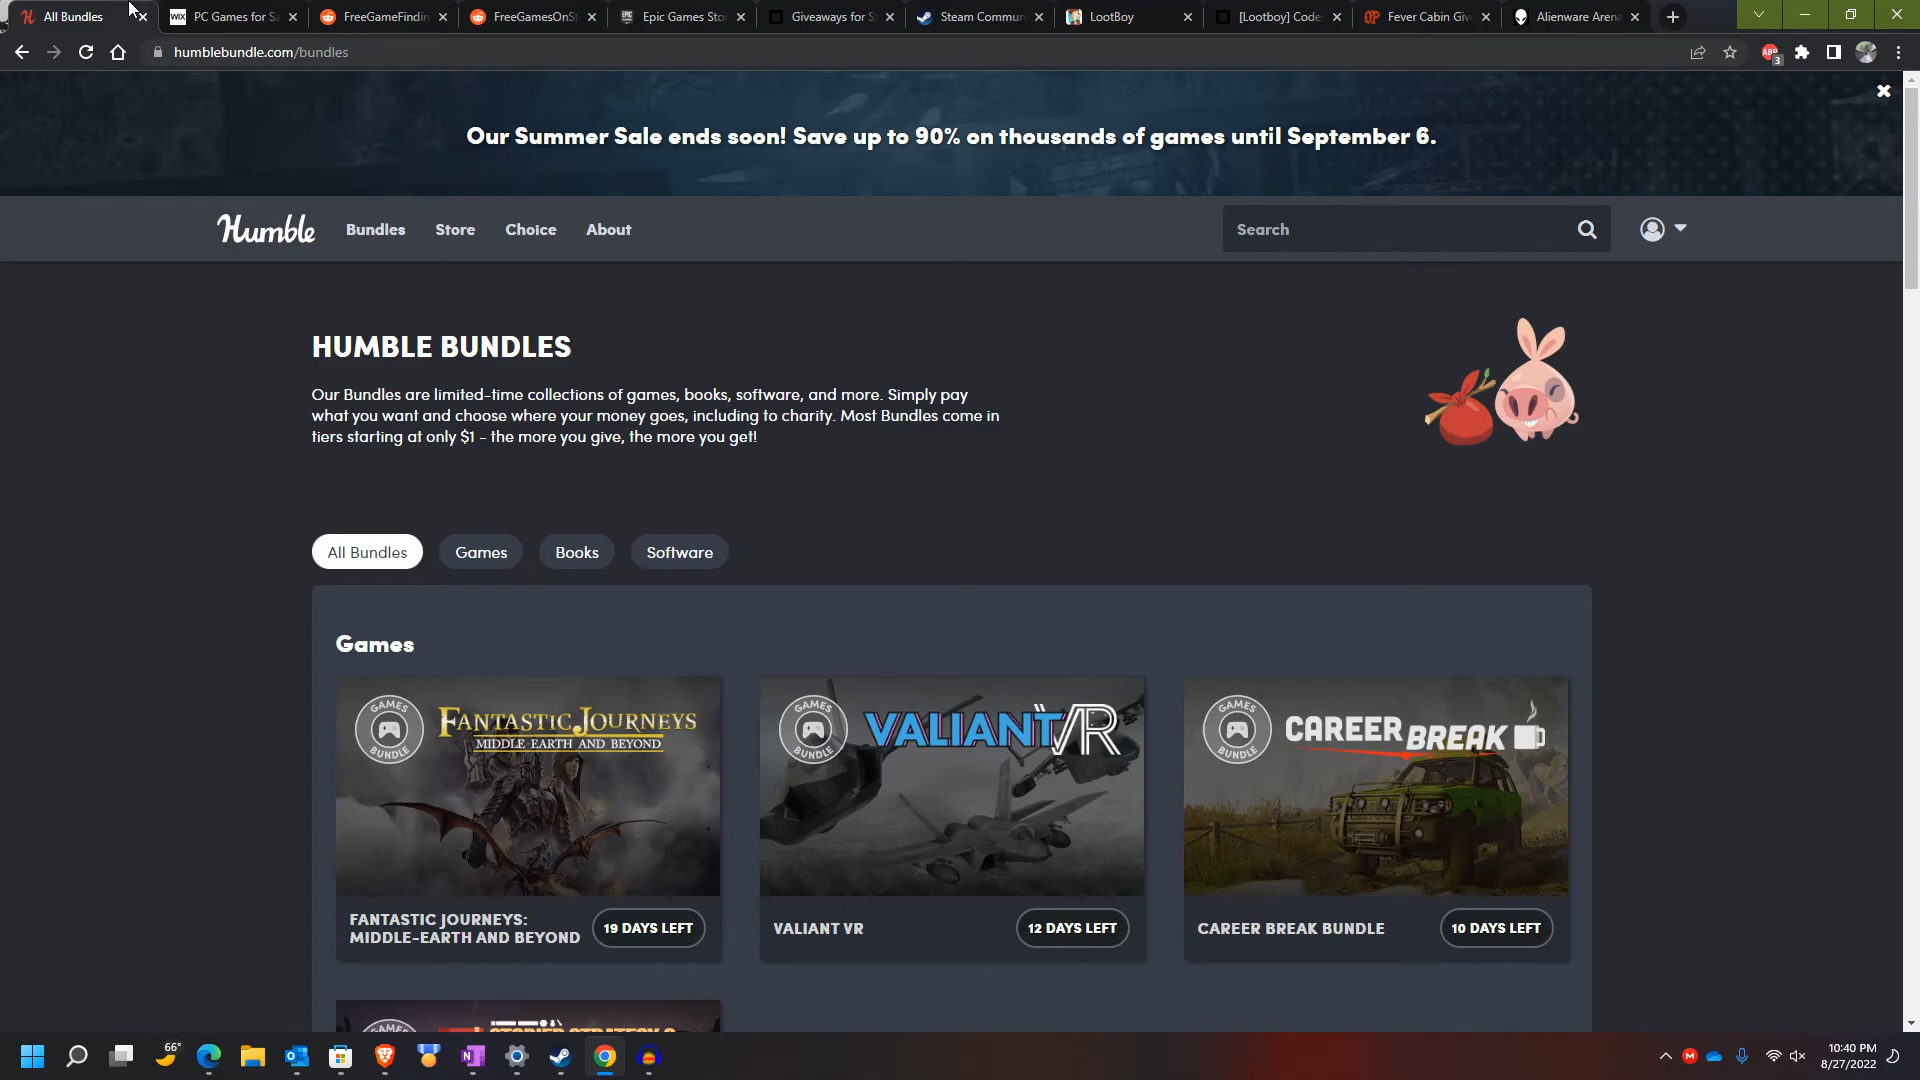 All Bundles
PC Games for Sa
FreeGameFindin
FreeGamesOnSt
Epic Games Sto
Giveaways for S
Steam Commun
LootBoy
[Lootboy] Code
Fever Cabin Giv
Alienware Arena
humblebundle.com/bundles
Our Summer Sale ends soon! Save up to 90% on thousands of games until September 6.
Humble
Bundles
Store
Choice
About
Search
HUMBLE BUNDLES
Our Bundles are limited-time collections of games, books, software, and more. Simply pay
what you want and choose where your money goes, including to charity. Most Bundles come in
tiers starting at only $1 - the more you give, the more you get!
All Bundles
Games
Books
Software
Games
GAMES BUNDLE
FANTASTIC JOURNEYS
MIDDLE-EARTH AND BEYOND
GAMES BUNDLE
VALIANT VR
GAMES BUNDLE
CAREER BREAK
FANTASTIC JOURNEYS:
MIDDLE-EARTH AND BEYOND
19 DAYS LEFT
VALIANT VR
12 DAYS LEFT
CAREER BREAK BUNDLE
10 DAYS LEFT
GAMES
66°
10:40 PM
8/27/2022